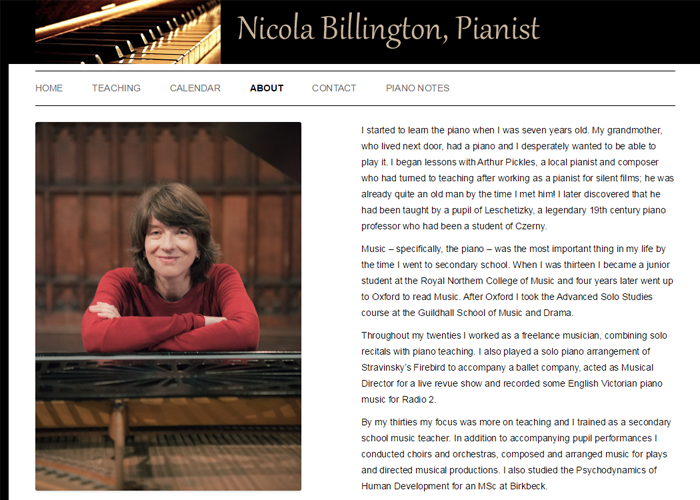 Nicola Billington, Pianist
HOME TEACHING CALENDAR ABOUT CONTACT PIANO NOTES
I started to learn the piano when I was seven years old. My grandmother,
who lived next door, had a piano and I desperately wanted to be able to
play it. I began lessons with Arthur Pickles, a local pianist and composer
who had turned to teaching after working as a pianist for silent films; he was
already quite an old man by the time I met him! I later discovered that he
had been taught by a pupil of Leschetizky, a legendary 19th century piano
professor who had been a student of Czerny.
Music – specifically, the piano – was the most important thing in my life by
the time I went to secondary school. When I was thirteen I became a junior
student at the Royal Northern College of Music and four years later went up
to Oxford to read Music. After Oxford I took the Advanced Solo Studies
course at the Guildhall School of Music and Drama.
Throughout my twenties I worked as a freelance musician, combining solo
recitals with piano teaching. I also played a solo piano arrangement of
Stravinsky's Firebird to accompany a ballet company, acted as Musical
Director for a live revue show and recorded some English Victorian piano
music for Radio 2.
By my thirties my focus was more on teaching and I trained as a secondary
school music teacher. In addition to accompanying pupil performances I
conducted choirs and orchestras, composed and arranged music for plays
and directed musical productions. I also studied the Psychodynamics of
Human Development for an MSc at Birkbeck.